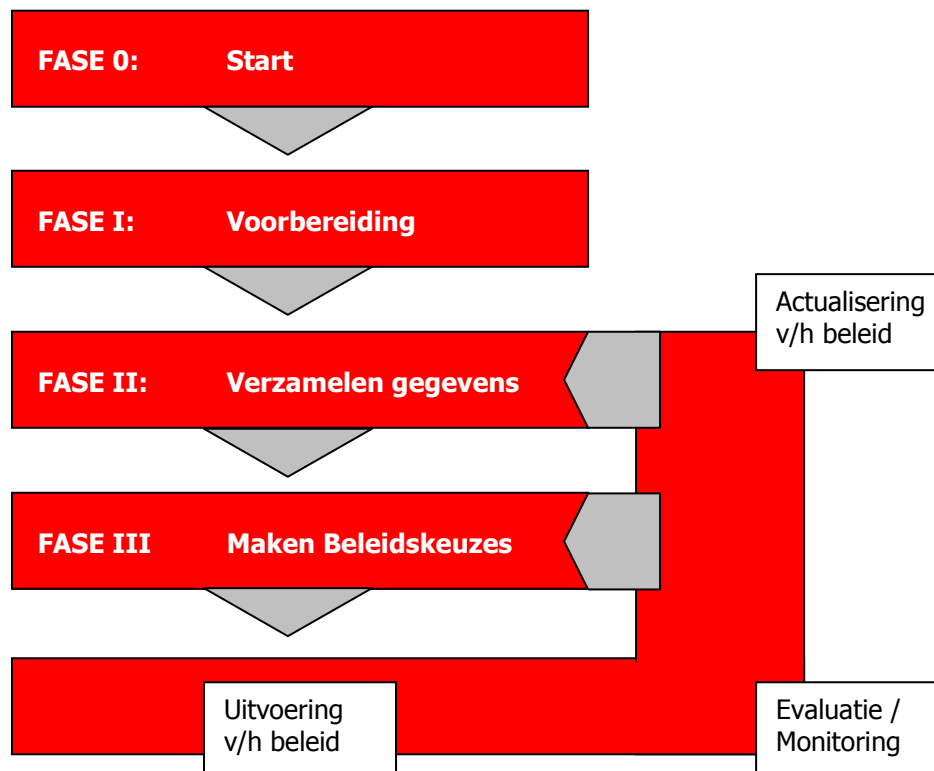 FASE 0: Start
FASE I: Voorbereiding
Actualisering
v/h beleid
FASE II: Verzamelen gegevens
FASE III Maken Beleidskeuzes
Uitvoering
v/h beleid
Evaluatie /
Monitoring